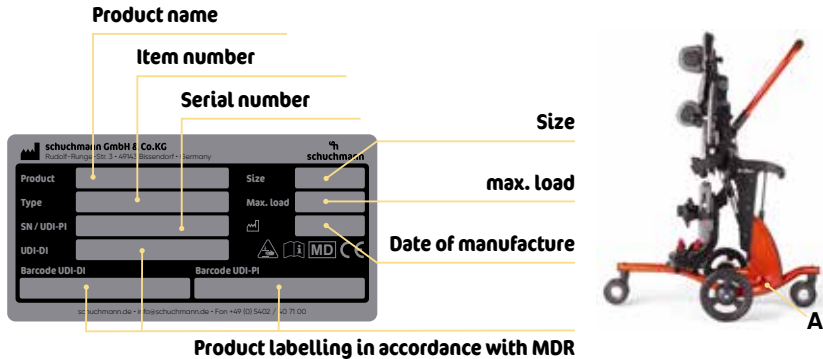 Product name
Item number
Serial number
Size
max. load
Date of manufacture
schuchmann GmbH & Co.KG
Rudolf-Runge-Str. 3 • 49143 Bissendorf • Germany
schuchmann
Product
Size
Type
Max. load
SN / UDI-PI
UDI-DI
MD CE
Barcode UDI-DI
Barcode UDI-PI
schuchmann.de • info@schuchmann.de • Fon +49 (0) 5402 / 40 71 00
A
Product labelling in accordance with MDR